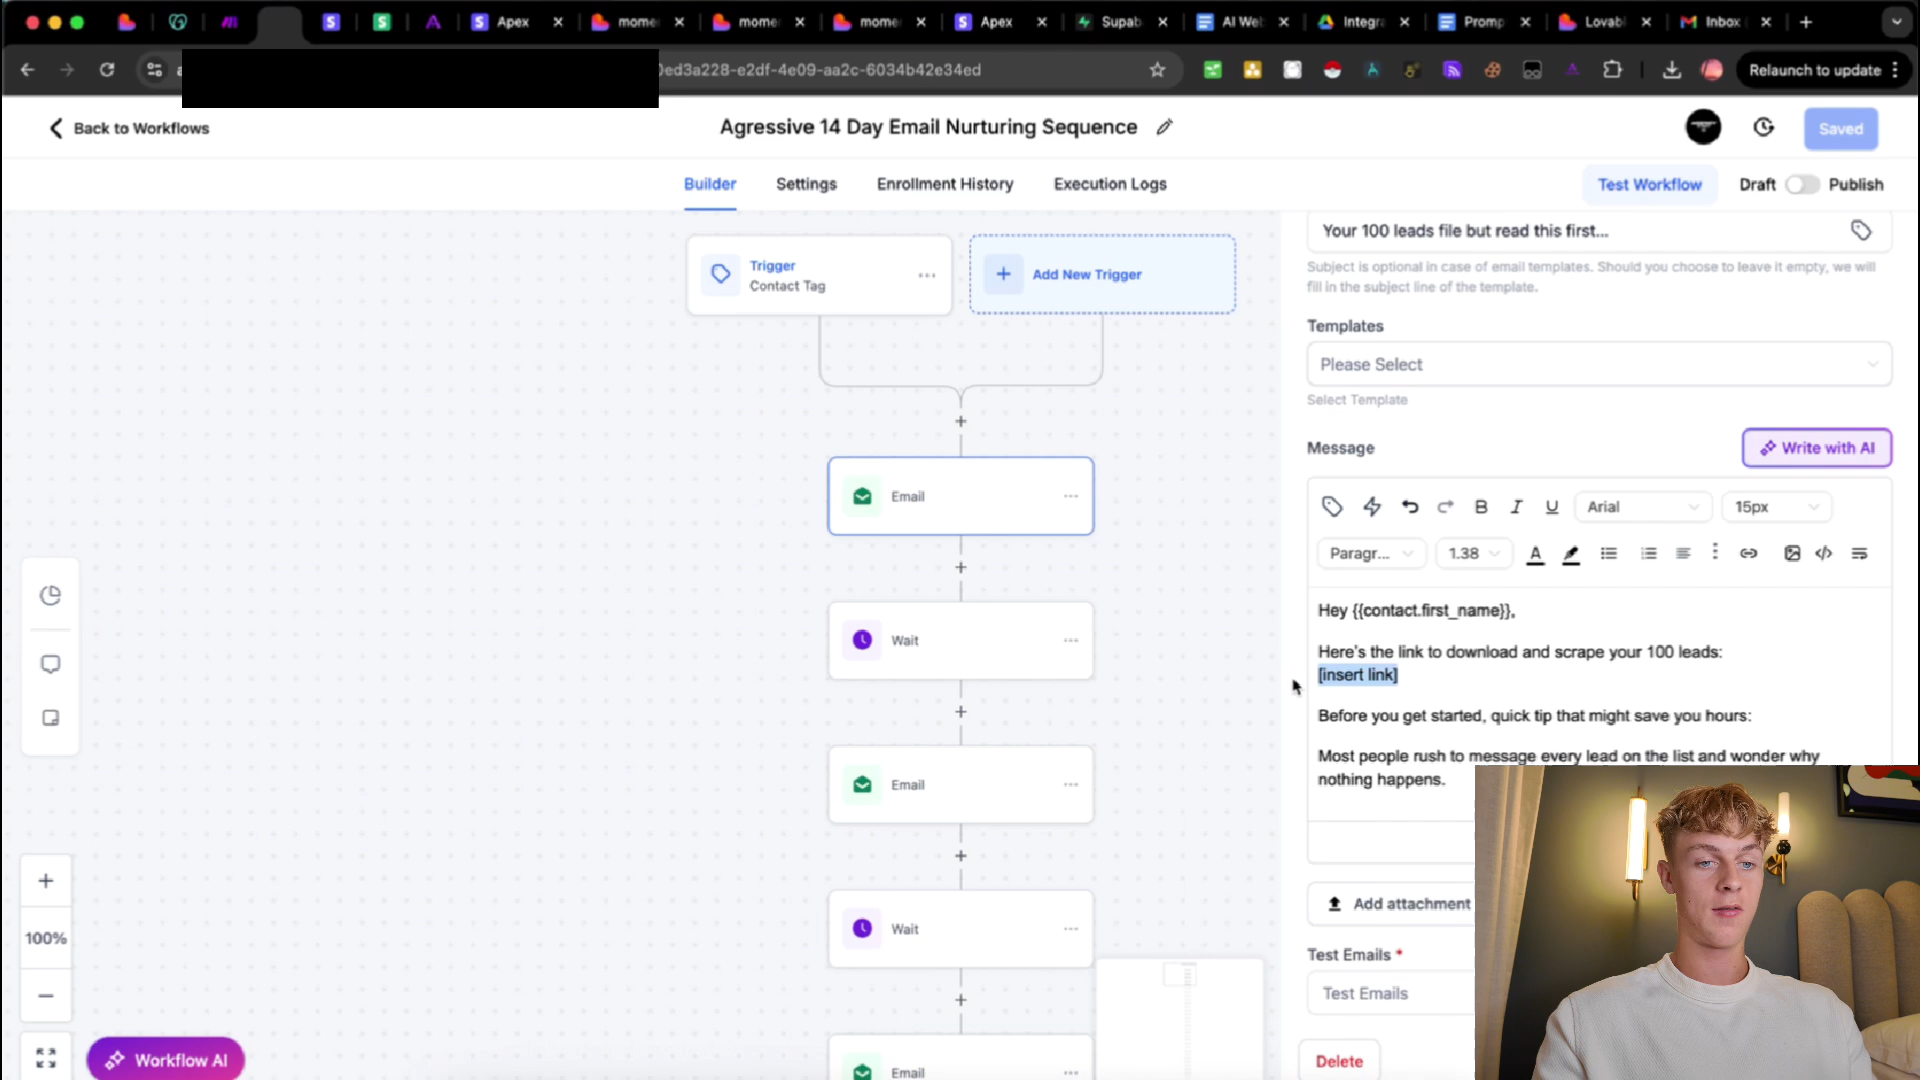 Apex
mome
mome
mome
Apex
Supab
AI Wel
Integra
Promp
Lovabl
Inbox
0ed3a228-e2df-4e09-aa2c-6034b42e34ed
Relaunch to update
Back to Workflows
Agressive 14 Day Email Nurturing Sequence
Saved
Builder
Settings
Enrollment History
Execution Logs
Test Workflow
Draft
Publish
Trigger
Contact Tag
Add New Trigger
Email
Wait
Email
Wait
Email
100%
Workflow AI
Your 100 leads file but read this first...
Subject is optional in case of email templates. Should you choose to leave it empty, we will
fill in the subject line of the template.
Templates
Please Select
Select Template
Message
Write with AI
B I U
Arial
15px
Paragr...
1.38
A
Hey {{contact.first_name}},
Here's the link to download and scrape your 100 leads:
[insert link]
Before you get started, quick tip that might save you hours:
Most people rush to message every lead on the list and wonder why
nothing happens.
Add attachment
Test Emails *
Test Emails
Delete